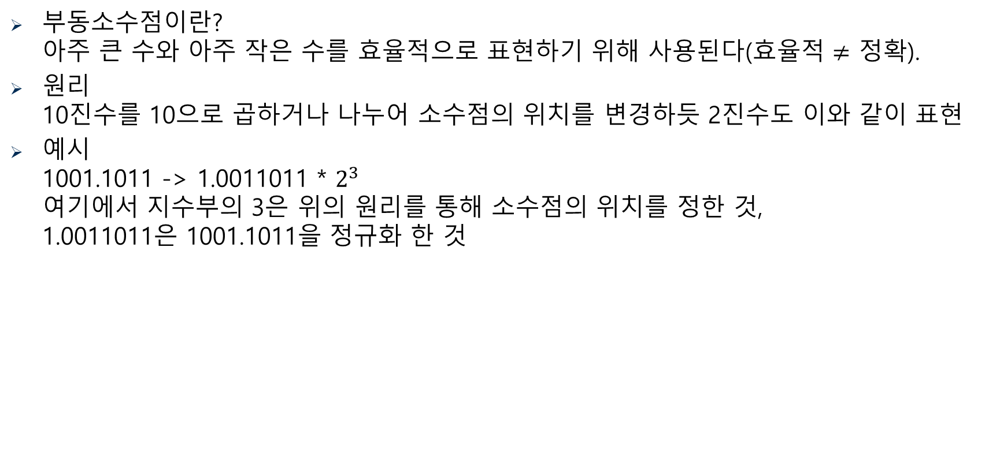 ➢ 부동소수점이란?
아주 큰 수와 아주 작은 수를 효율적으로 표현하기 위해 사용된다(효율적 ≠ 정확).
➢ 원리
10진수를 10으로 곱하거나 나누어 소수점의 위치를 변경하듯 2진수도 이와 같이 표현
➢ 예시
1001.1011 -> 1.0011011 * 2³
여기에서 지수부의 3은 위의 원리를 통해 소수점의 위치를 정한 것,
1.0011011은 1001.1011을 정규화 한 것